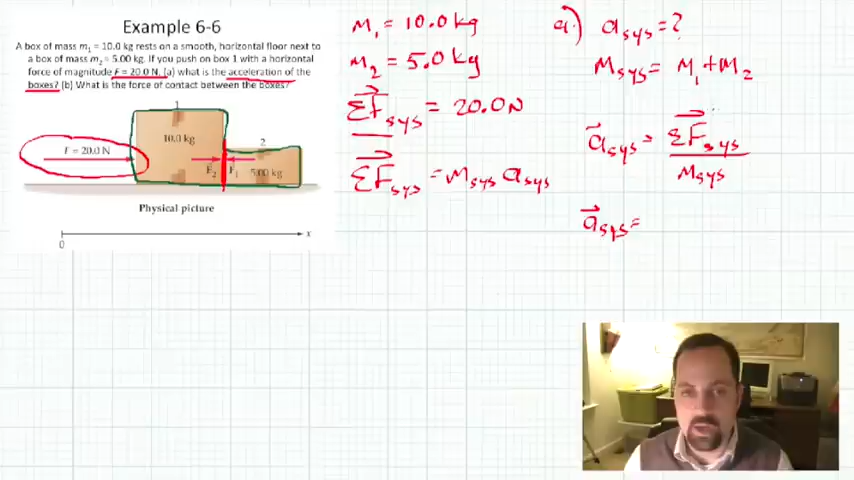 Example 6-6
A box of mass m₁ = 10.0 kg rests on a smooth, horizontal floor next to
a box of mass m₂ = 5.00 kg. If you push on box 1 with a horizontal
force of magnitude F = 20.0 N, (a) what is the acceleration of the
boxes? (b) What is the force of contact between the boxes?
1
10.0 kg
2
F = 20.0 N
F₂
F₁
5.00 kg
Physical picture
0
x
M₁ = 10.0 kg
M₂ = 5.0 kg
ΣF⃗sys = 20.0N
ΣF⃗sys = Msys asys
a.) asys = ?
Msys = M₁ + M₂
a⃗sys = ΣF⃗sys / Msys
a⃗sys =